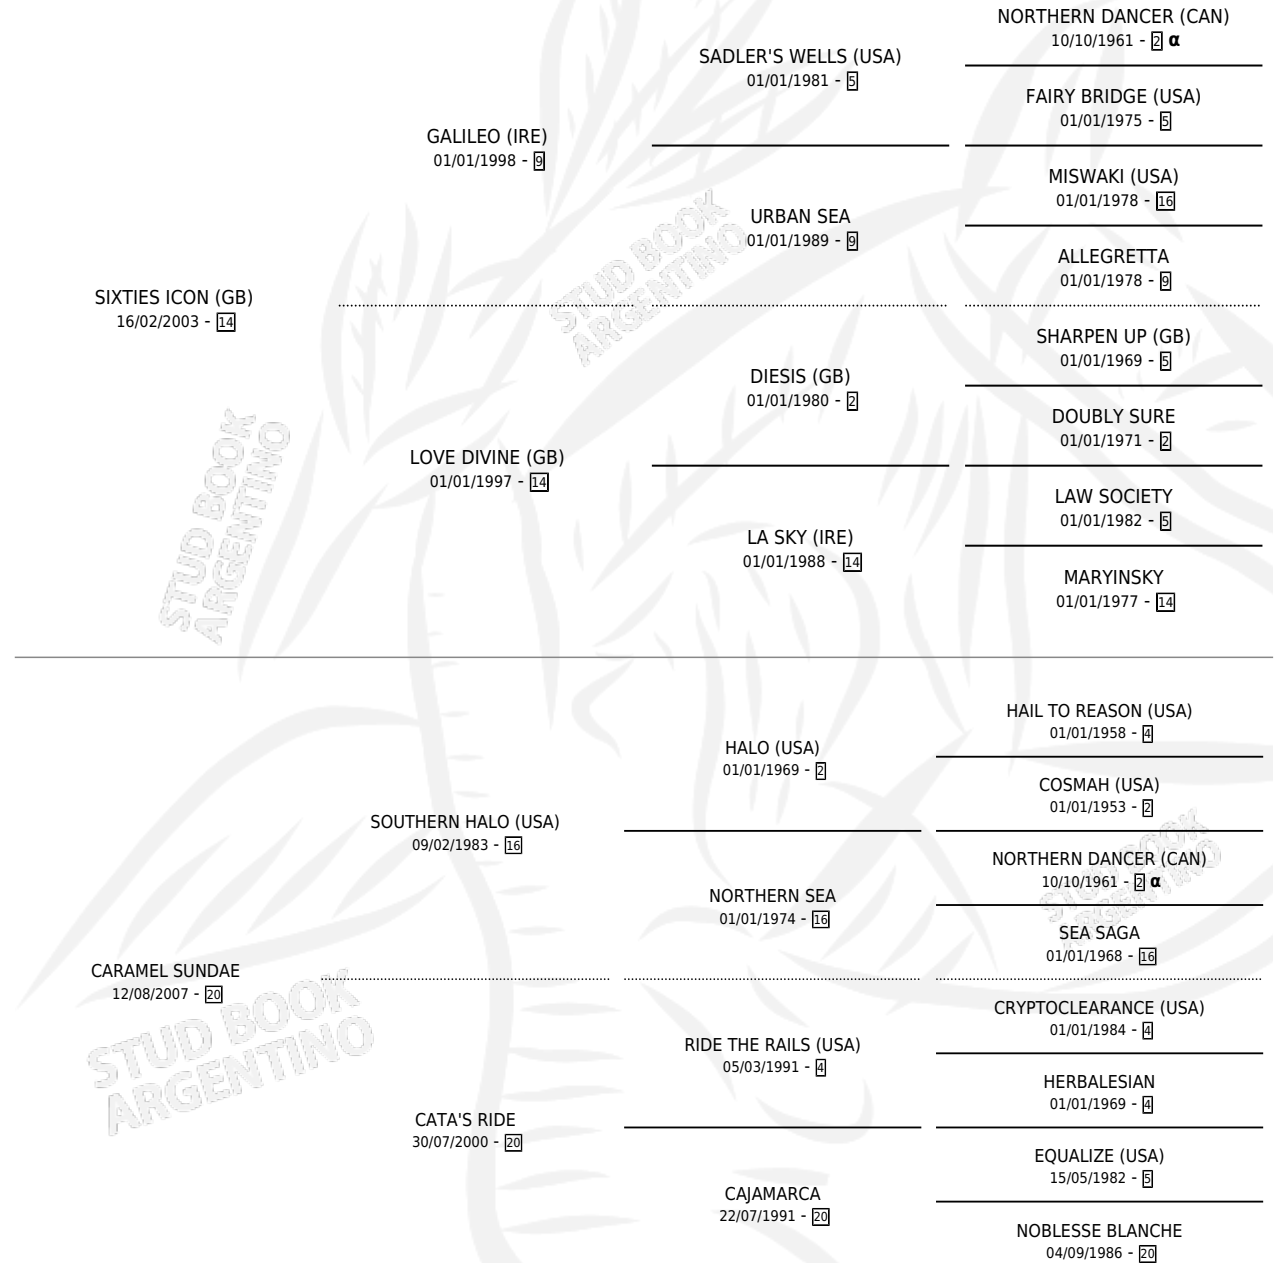 NORTHERN DANCER (CAN)
10/10/1961 - 2 α
SADLER'S WELLS (USA)
01/01/1981 - 5
FAIRY BRIDGE (USA)
01/01/1975 - 5
GALILEO (IRE)
01/01/1998 - 9
MISWAKI (USA)
01/01/1978 - 16
URBAN SEA
01/01/1989 - 9
ALLEGRETTA
01/01/1978 - 9
SIXTIES ICON (GB)
16/02/2003 - 14
SHARPEN UP (GB)
01/01/1969 - 5
DIESIS (GB)
01/01/1980 - 2
DOUBLY SURE
01/01/1971 - 2
LOVE DIVINE (GB)
01/01/1997 - 14
LAW SOCIETY
01/01/1982 - 5
LA SKY (IRE)
01/01/1988 - 14
MARYINSKY
01/01/1977 - 14
HAIL TO REASON (USA)
01/01/1958 - 4
HALO (USA)
01/01/1969 - 2
COSMAH (USA)
01/01/1953 - 2
SOUTHERN HALO (USA)
09/02/1983 - 16
NORTHERN DANCER (CAN)
10/10/1961 - 2 α
NORTHERN SEA
01/01/1974 - 16
SEA SAGA
01/01/1968 - 16
CARAMEL SUNDAE
12/08/2007 - 20
CRYPTOCLEARANCE (USA)
01/01/1984 - 4
RIDE THE RAILS (USA)
05/03/1991 - 4
HERBALESIAN
01/01/1969 - 4
CATA'S RIDE
30/07/2000 - 20
EQUALIZE (USA)
15/05/1982 - 5
CAJAMARCA
22/07/1991 - 20
NOBLESSE BLANCHE
04/09/1986 - 20
STUD BOOK
ARGENTINO
STUD BOOK
ARGENTINO
STUD BOOK
ARGENTINO
STUD BOOK
ARGENTINO